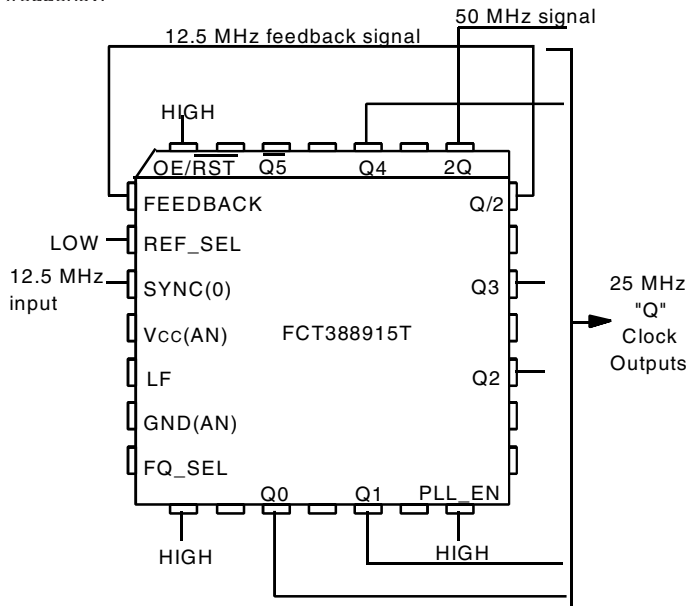 50 MHz signal
12.5 MHz feedback signal
HIGH
OE/RST Q5 Q4 2Q
FEEDBACK Q/2
LOW REF_SEL
12.5 MHz input SYNC(0) Q3
25 MHz "Q" Clock Outputs
VCC(AN) FCT388915T
LF Q2
GND(AN)
FQ_SEL
Q0 Q1 PLL_EN
HIGH HIGH